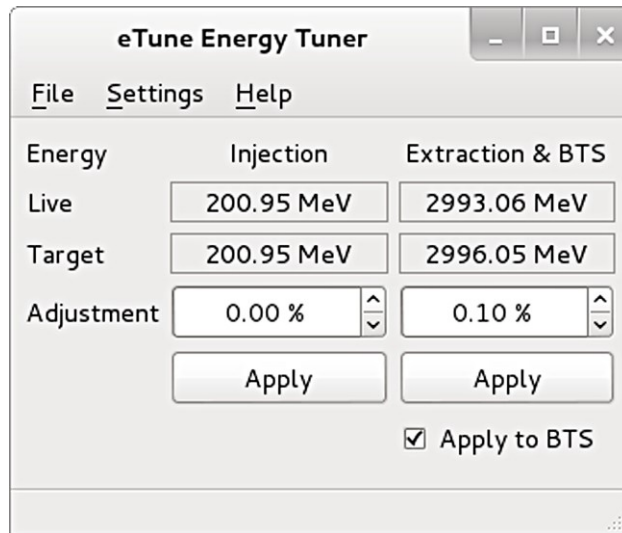 eTune Energy Tuner
File Settings Help
Energy Injection Extraction & BTS
Live 200.95 MeV 2993.06 MeV
Target 200.95 MeV 2996.05 MeV
Adjustment 0.00 % 0.10 %
Apply Apply
Apply to BTS